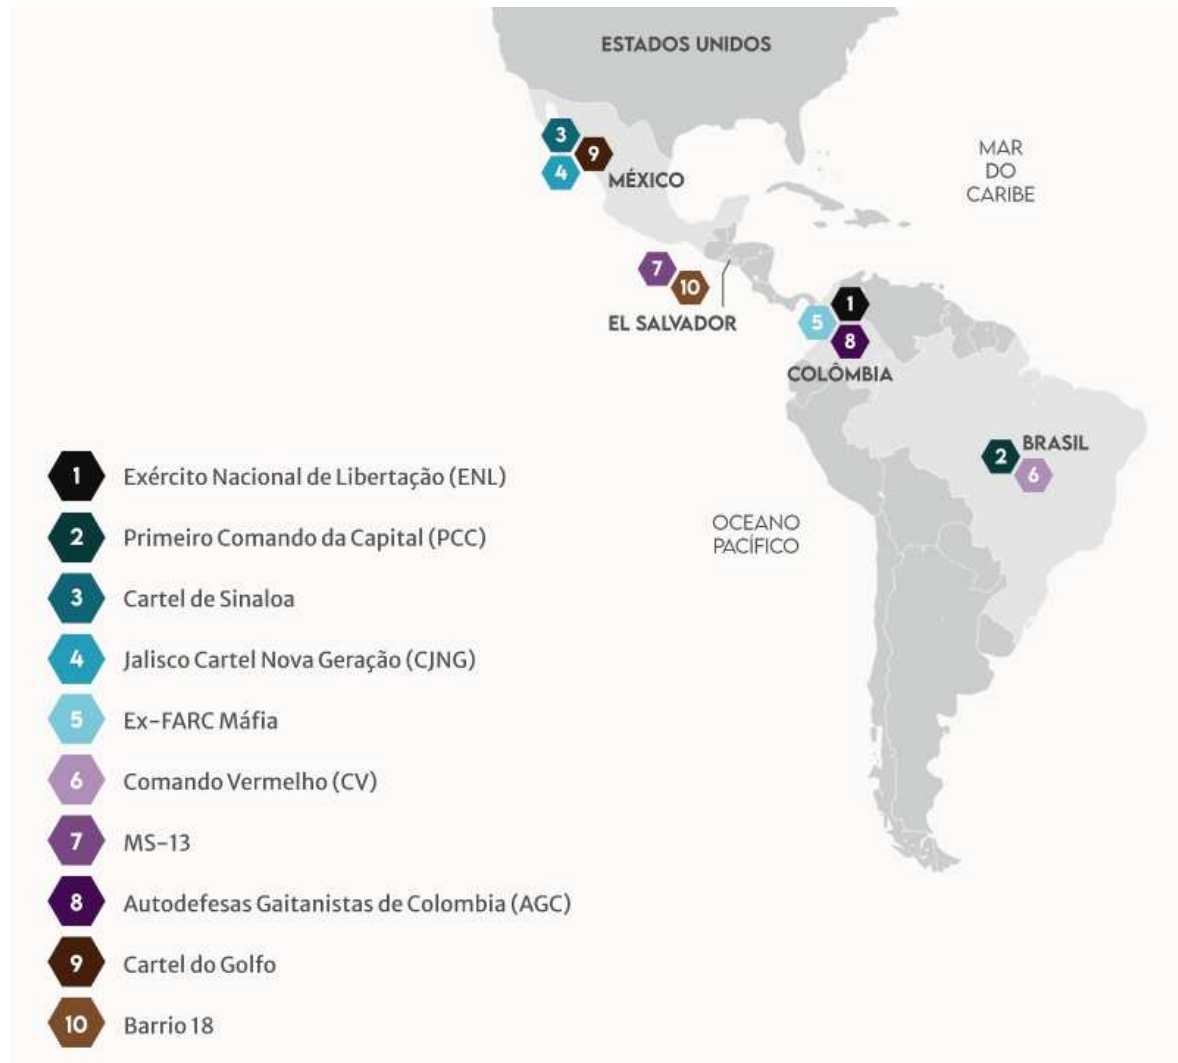 ESTADOS UNIDOS
MAR
DO
CARIBE
3
9
4
MÉXICO
7
10
EL SALVADOR
1
5
8
COLÔMBIA
BRASIL
2
6
OCEANO
PACÍFICO
1 Exército Nacional de Libertação (ENL)
2 Primeiro Comando da Capital (PCC)
3 Cartel de Sinaloa
4 Jalisco Cartel Nova Geração (CJNG)
5 Ex-FARC Máfia
6 Comando Vermelho (CV)
7 MS-13
8 Autodefesas Gaitanistas de Colombia (AGC)
9 Cartel do Golfo
10 Barrio 18